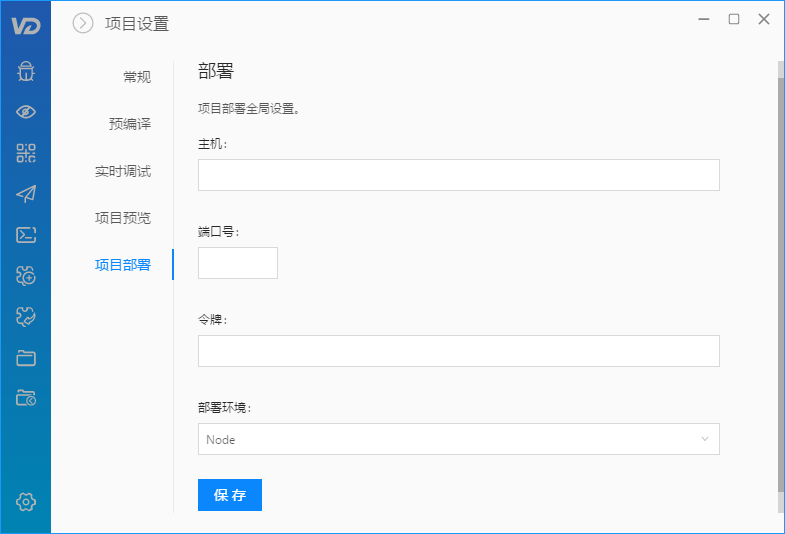 VD
项目设置
常规
预编译
实时调试
项目预览
项目部署
部署
项目部署全局设置。
主机:
端口号:
令牌:
部署环境:
Node
保 存